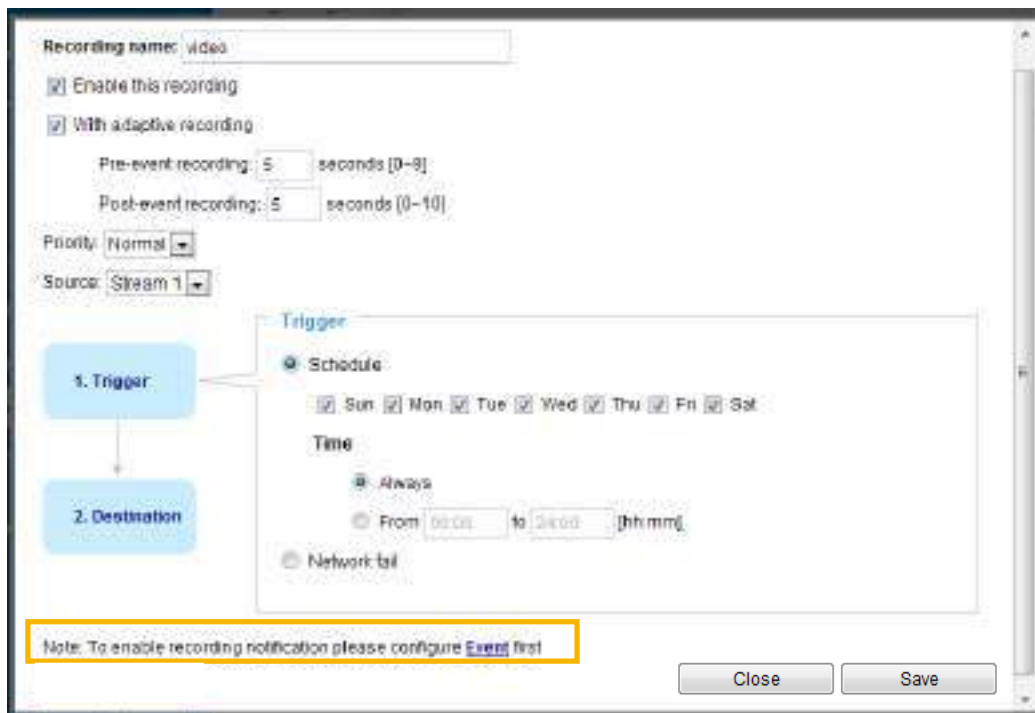 Recording name: video
Enable this recording
With adaptive recording
Pre-event recording: 5 seconds [0~9]
Post-event recording: 5 seconds [0~10]
Priority: Normal
Source: Stream 1
Trigger
1. Trigger
Schedule
Sun Mon Tue Wed Thu Fri Sat
Time
Always
2. Destination
From 00:00 to 24:00 [hh:mm]
Network fail
Note: To enable recording notification please configure Event first
Close Save